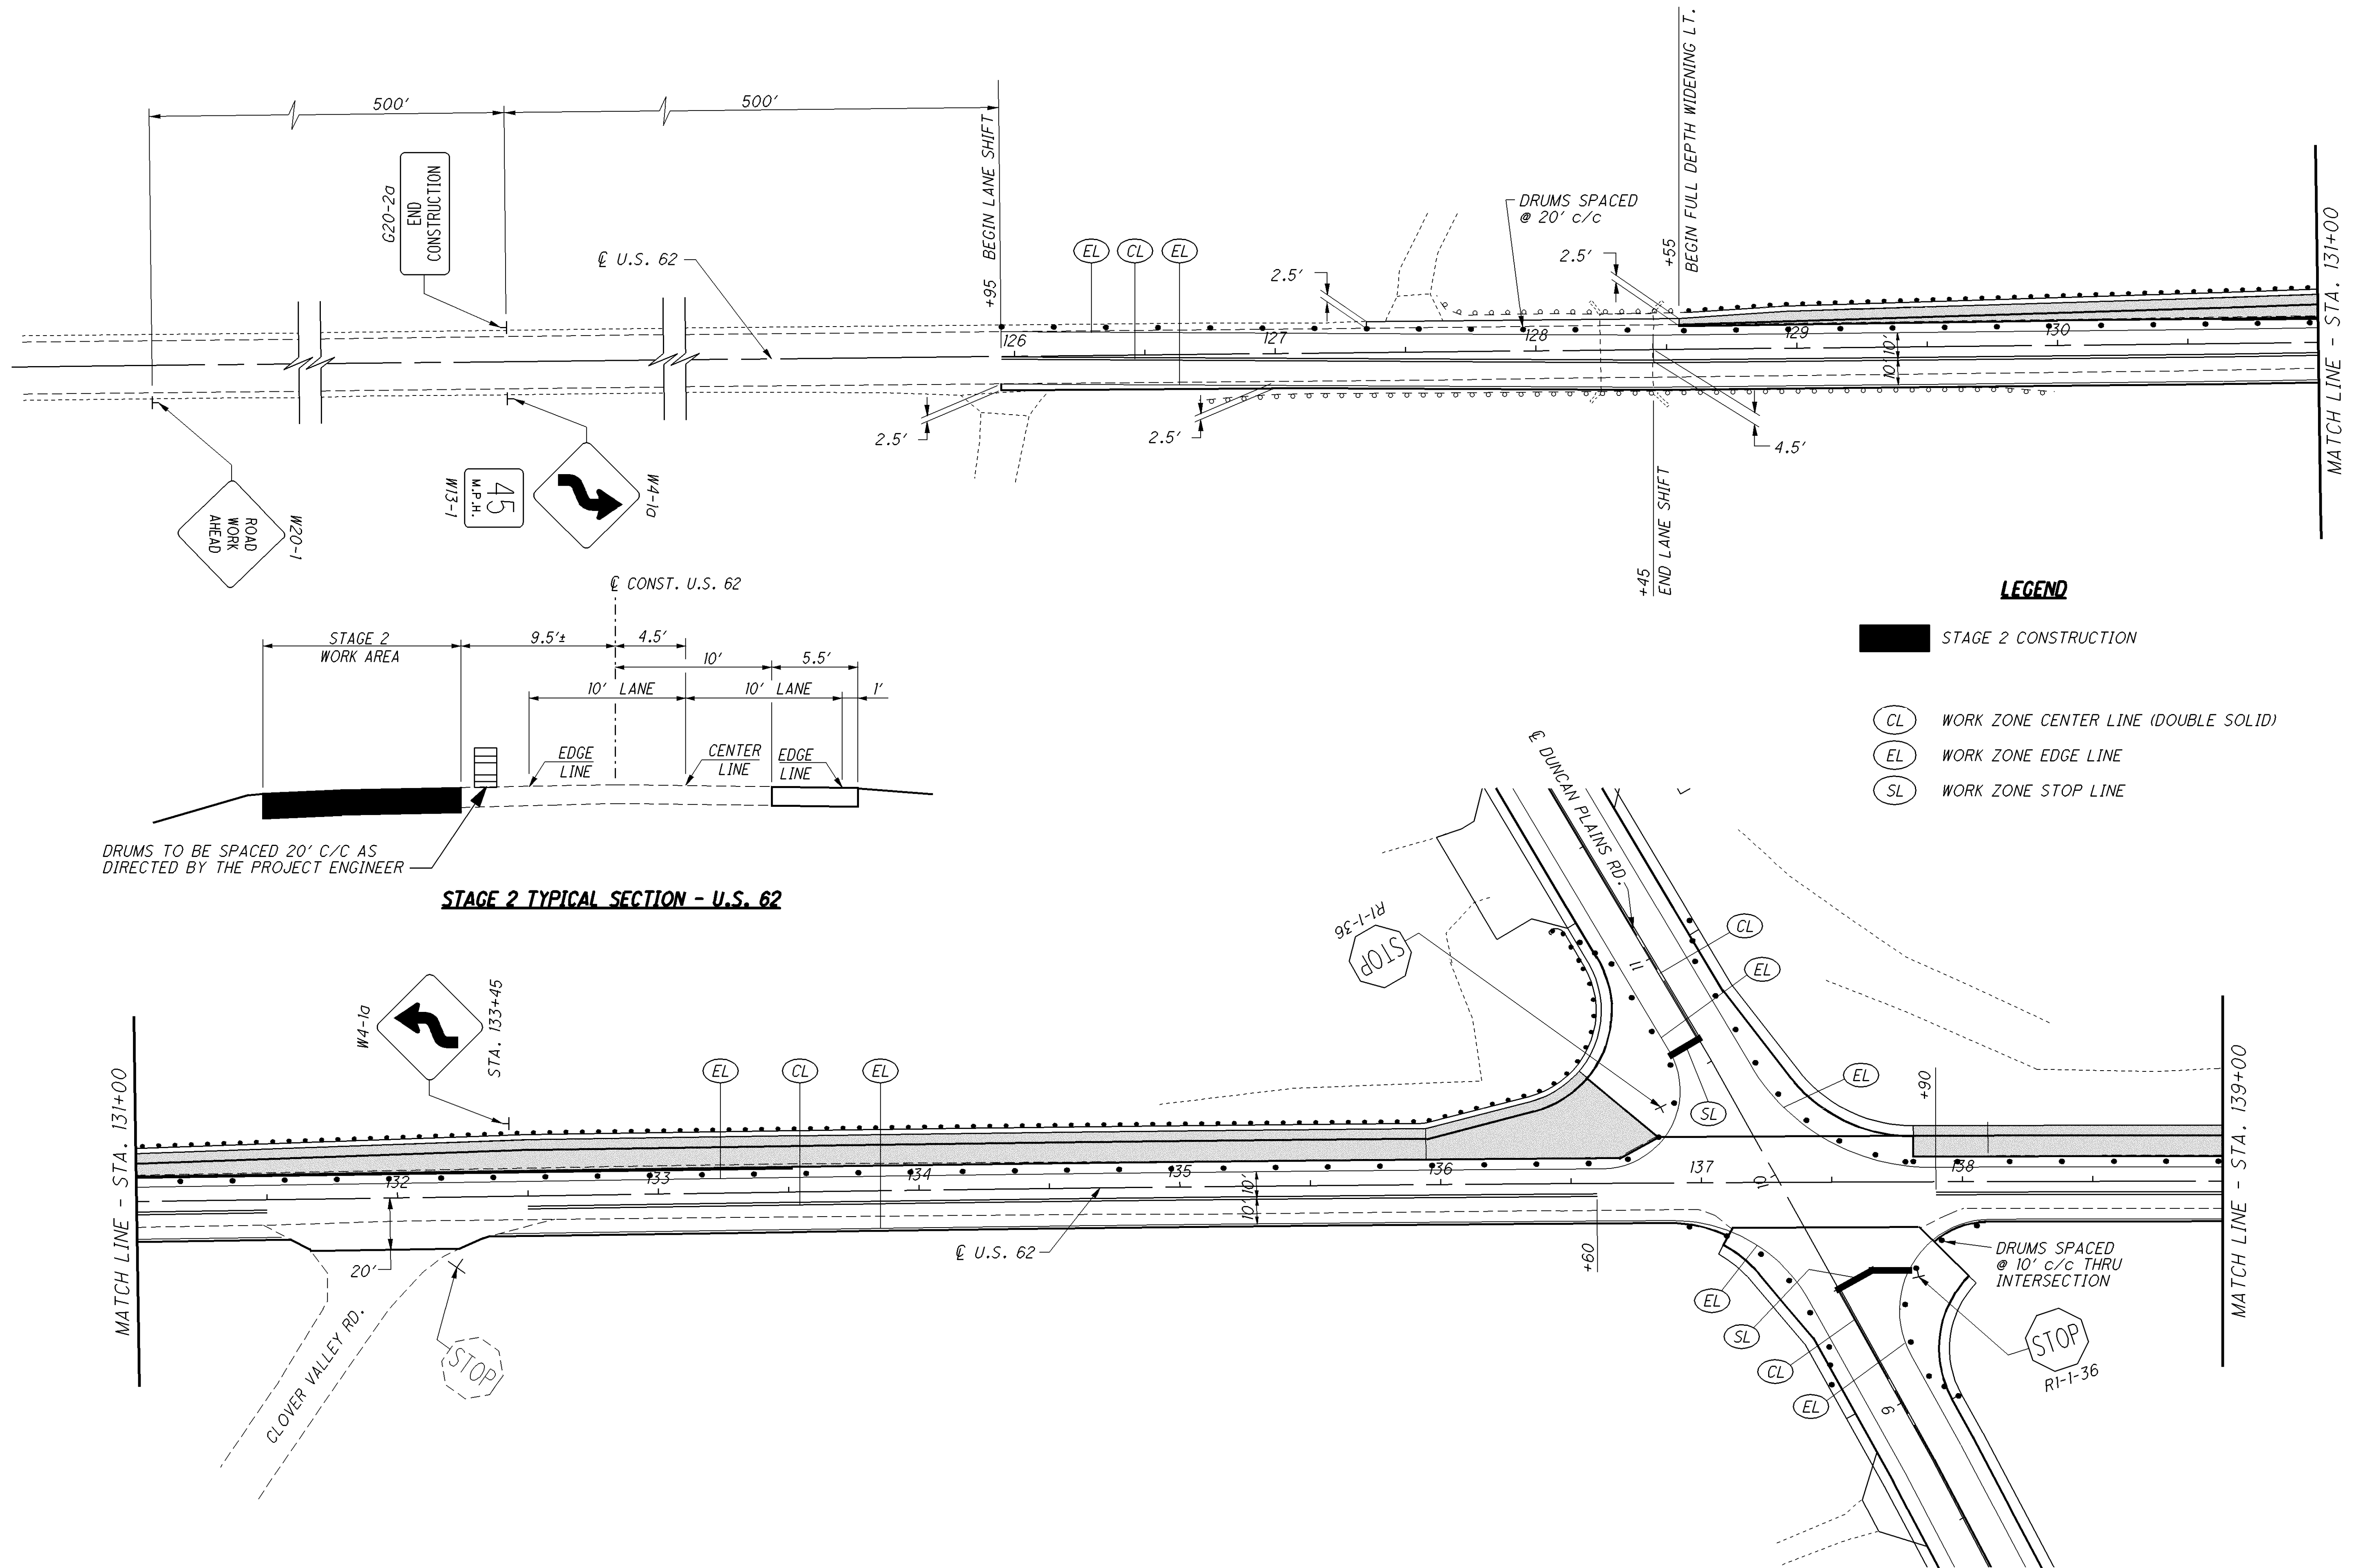 500'
500'
G20-2a
END
CONSTRUCTION
℄ U.S. 62
+95 BEGIN LANE SHIFT
EL
CL
EL
2.5'
DRUMS SPACED
@ 20' c/c
2.5'
+55
BEGIN FULL DEPTH WIDENING LT.
MATCH LINE - STA. 131+00
126
127
128
129
130
10'
10'
2.5'
2.5'
4.5'
+45
END LANE SHIFT
W20-1
ROAD
WORK
AHEAD
W13-1
45
M.P.H.
W4-1a
℄ CONST. U.S. 62
STAGE 2
WORK AREA
9.5'±
4.5'
10'
5.5'
10' LANE
10' LANE
1'
EDGE
LINE
CENTER
LINE
EDGE
LINE
DRUMS TO BE SPACED 20' C/C AS
DIRECTED BY THE PROJECT ENGINEER
STAGE 2 TYPICAL SECTION - U.S. 62
LEGEND
STAGE 2 CONSTRUCTION
CL WORK ZONE CENTER LINE (DOUBLE SOLID)
EL WORK ZONE EDGE LINE
SL WORK ZONE STOP LINE
MATCH LINE - STA. 131+00
W4-1a
STA. 133+45
EL
CL
EL
132
133
134
135
136
137
138
10'
10'
20'
℄ U.S. 62
+60
CLOVER VALLEY RD.
STOP
R1-1-36
STOP
℄ DUNCAN PLAINS RD.
11
CL
EL
SL
EL
+90
10
DRUMS SPACED
@ 10' c/c THRU
INTERSECTION
EL
SL
CL
EL
9
STOP
R1-1-36
MATCH LINE - STA. 139+00